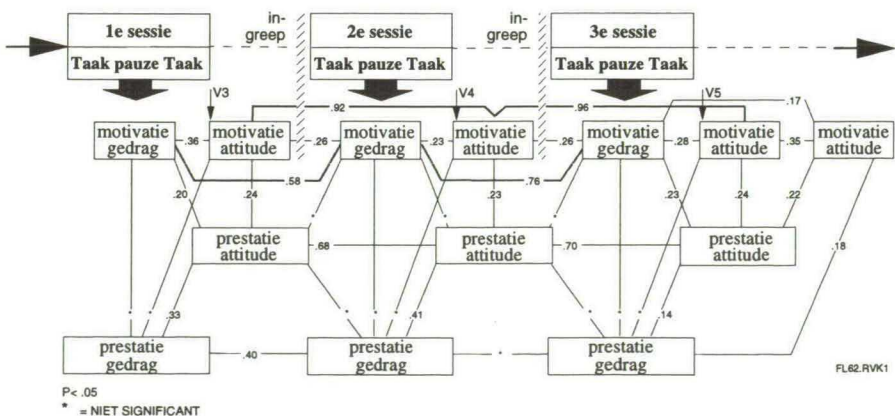 1e sessie
in-
greep
2e sessie
in-
greep
3e sessie
Taak pauze Taak
Taak pauze Taak
Taak pauze Taak
V3
V4
V5
.92
.96
.17
motivatie
gedrag
.36
motivatie
attitude
.26
motivatie
gedrag
.23
motivatie
attitude
.26
motivatie
gedrag
.28
motivatie
attitude
.35
motivatie
attitude
.58
.76
.20
.24
.23
.23
.24
.22
*
*
*
*
prestatie
attitude
.68
prestatie
attitude
.70
prestatie
attitude
.18
*
*
.33
*
*
*
*
.41
*
*
*
*
.14
prestatie
gedrag
.40
prestatie
gedrag
*
prestatie
gedrag
FL62.RVK1
P< .05
* = NIET SIGNIFICANT